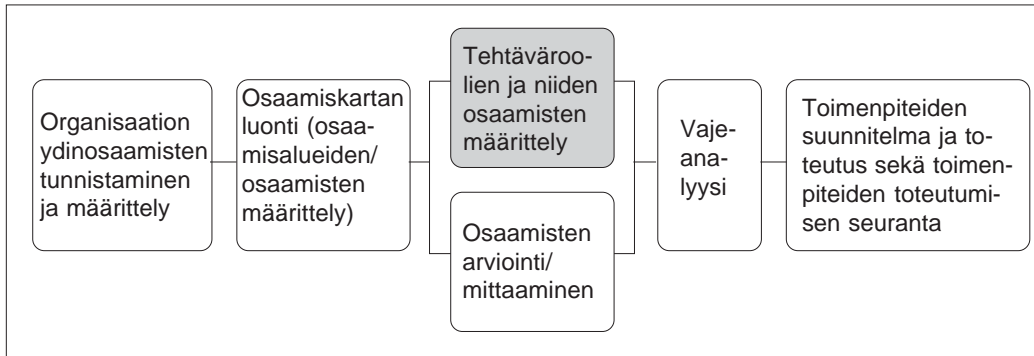 Organisaation
ydinosaamisten
tunnistaminen
ja määrittely
Osaamiskartan
luonti (osaa-
misalueiden/
osaamisten
määrittely)
Tehtäväroo-
lien ja niiden
osaamisten
määrittely
Osaamisten
arviointi/
mittaaminen
Vaje-
ana-
lyysi
Toimenpiteiden
suunnitelma ja to-
teutus sekä toimen-
piteiden toteutumi-
sen seuranta